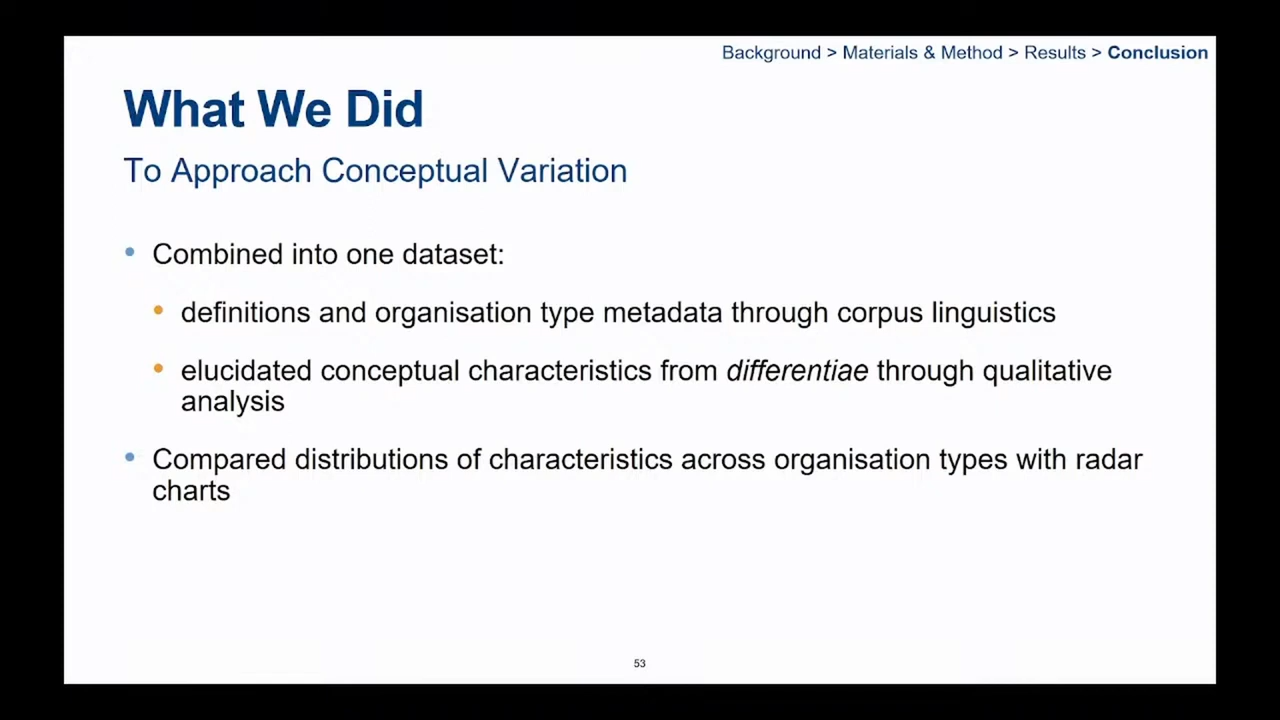 Background > Materials & Method > Results > Conclusion
What We Did
To Approach Conceptual Variation
• Combined into one dataset:
• definitions and organisation type metadata through corpus linguistics
• elucidated conceptual characteristics from differentiae through qualitative
analysis
• Compared distributions of characteristics across organisation types with radar
charts
53